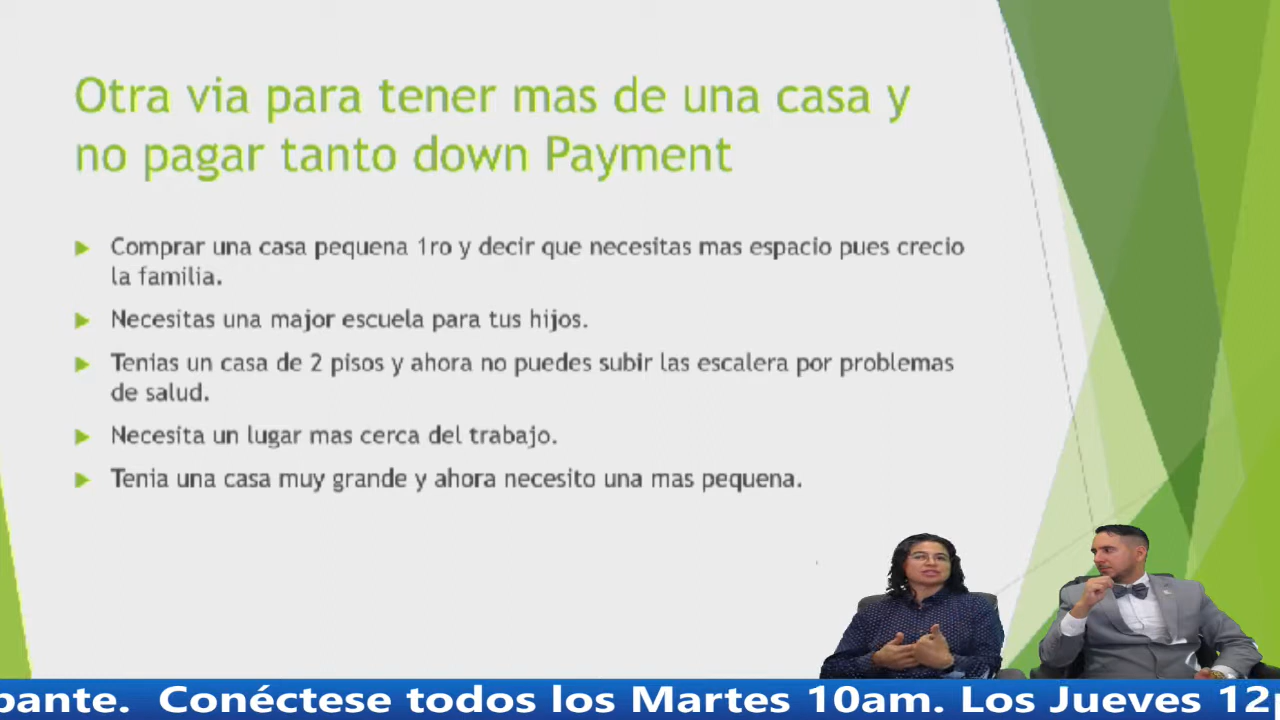 Otra via para tener mas de una casa y
no pagar tanto down Payment
Comprar una casa pequena 1ro y decir que necesitas mas espacio pues crecio
la familia.
Necesitas una major escuela para tus hijos.
Tenias un casa de 2 pisos y ahora no puedes subir las escalera por problemas
de salud.
Necesita un lugar mas cerca del trabajo.
Tenia una casa muy grande y ahora necesito una mas pequena.
pante. Conéctese todos los Martes 10am. Los Jueves 12